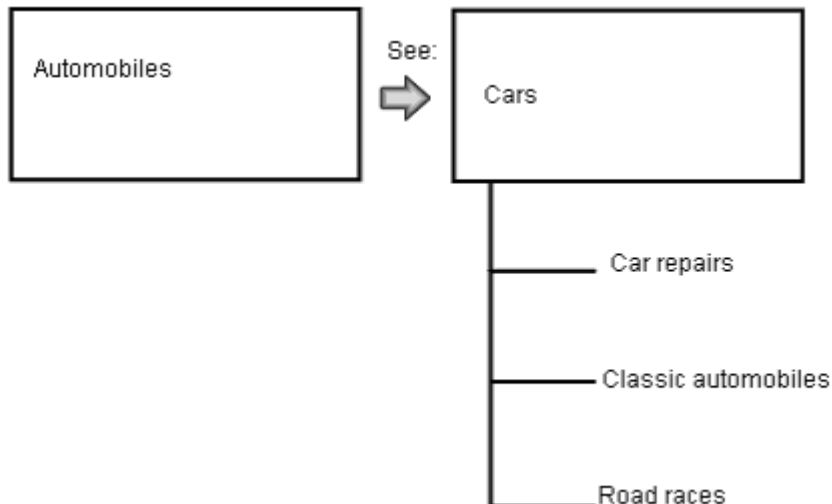 Automobiles
See:
Cars
Car repairs
Classic automobiles
Road races